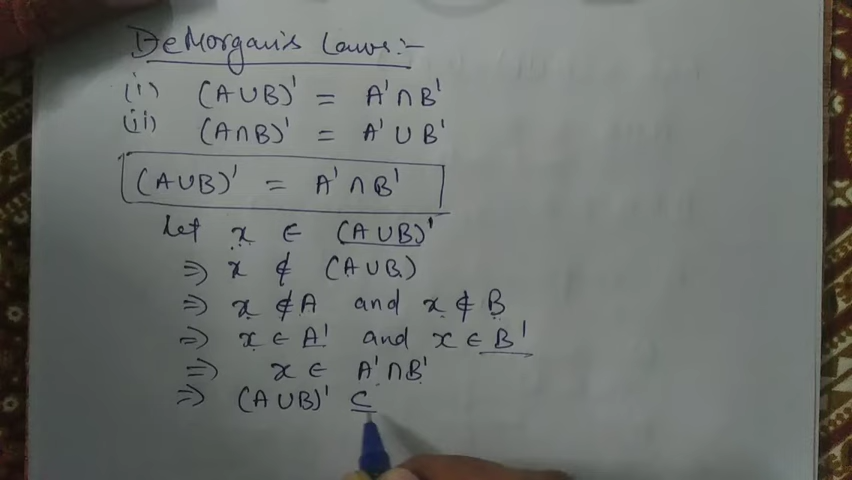 DeMorgan's Laws:-
(i) (A∪B)' = A'∩B'
(ii) (A∩B)' = A'∪B'
(A∪B)' = A'∩B'
Let x ∈ (A∪B)'
⇒ x ∉ (A∪B)
⇒ x ∉ A and x ∉ B
⇒ x ∈ A' and x ∈ B'
⇒ x ∈ A'∩B'
⇒ (A∪B)' ⊆